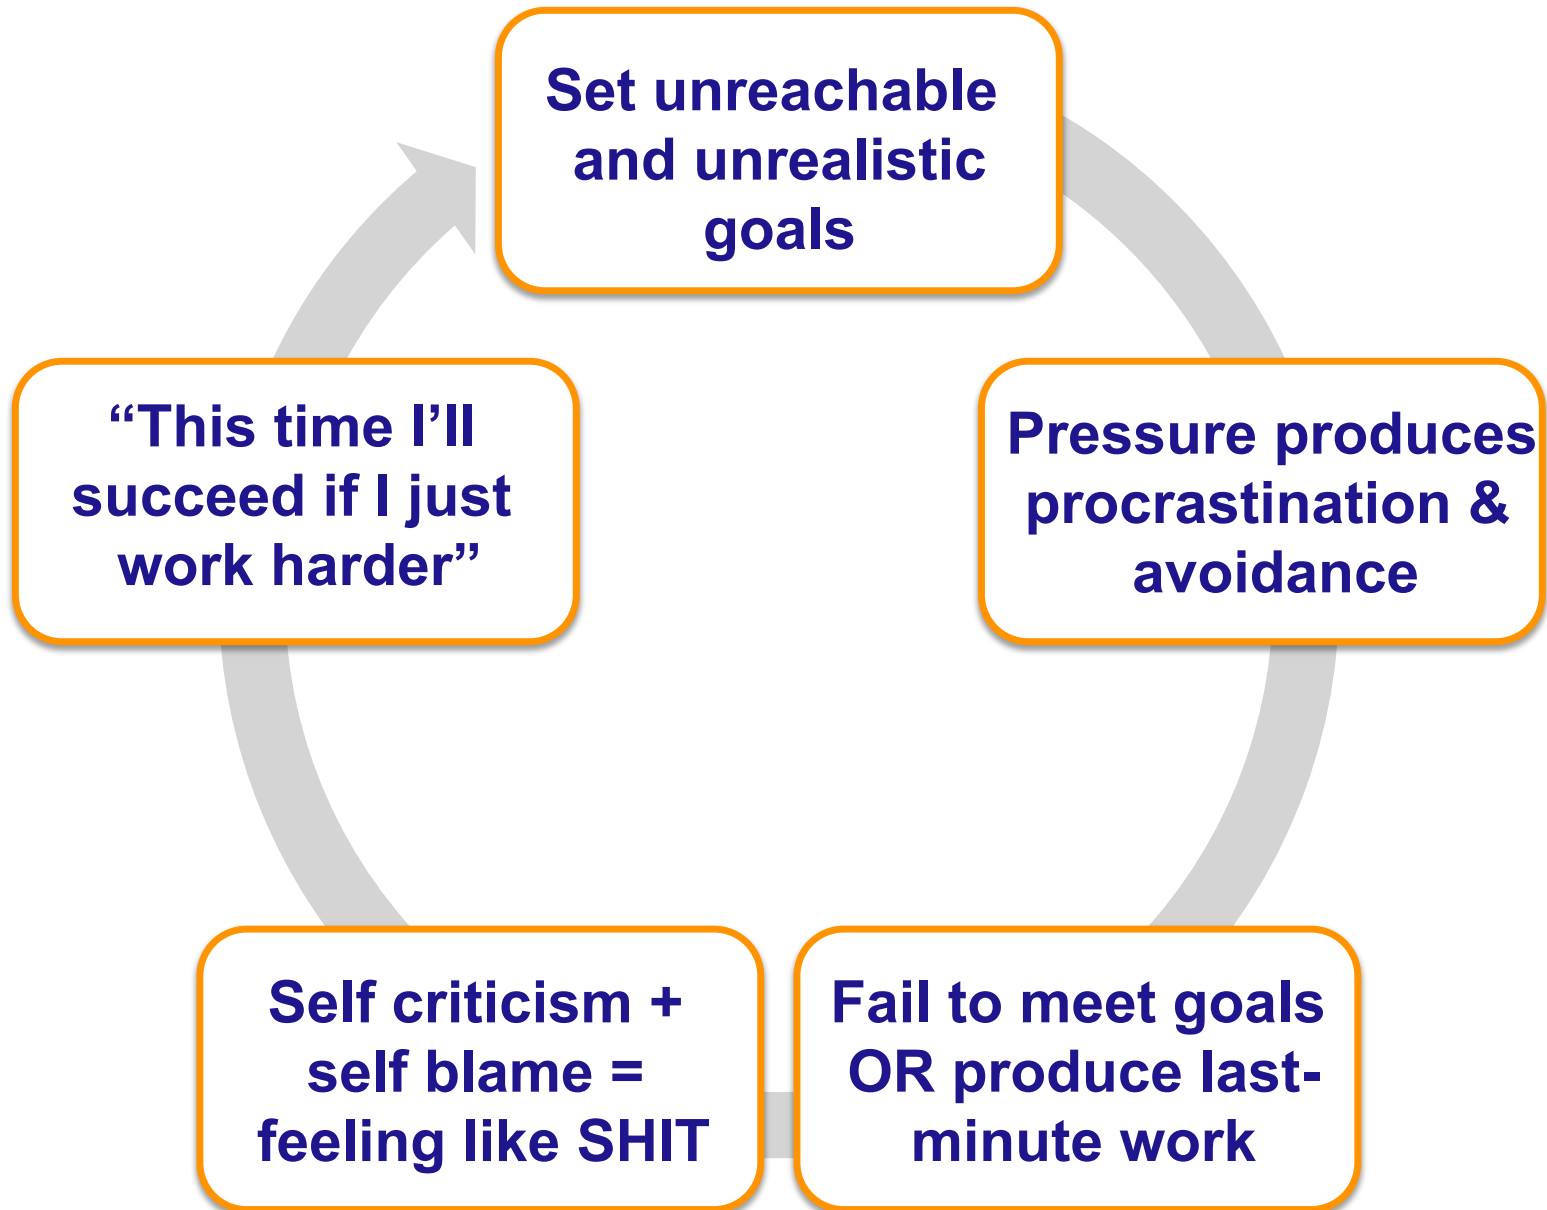 Set unreachable
and unrealistic
goals
Pressure produces
procrastination &
avoidance
Fail to meet goals
OR produce last-
minute work
Self criticism +
self blame =
feeling like SHIT
“This time I’ll
succeed if I just
work harder”